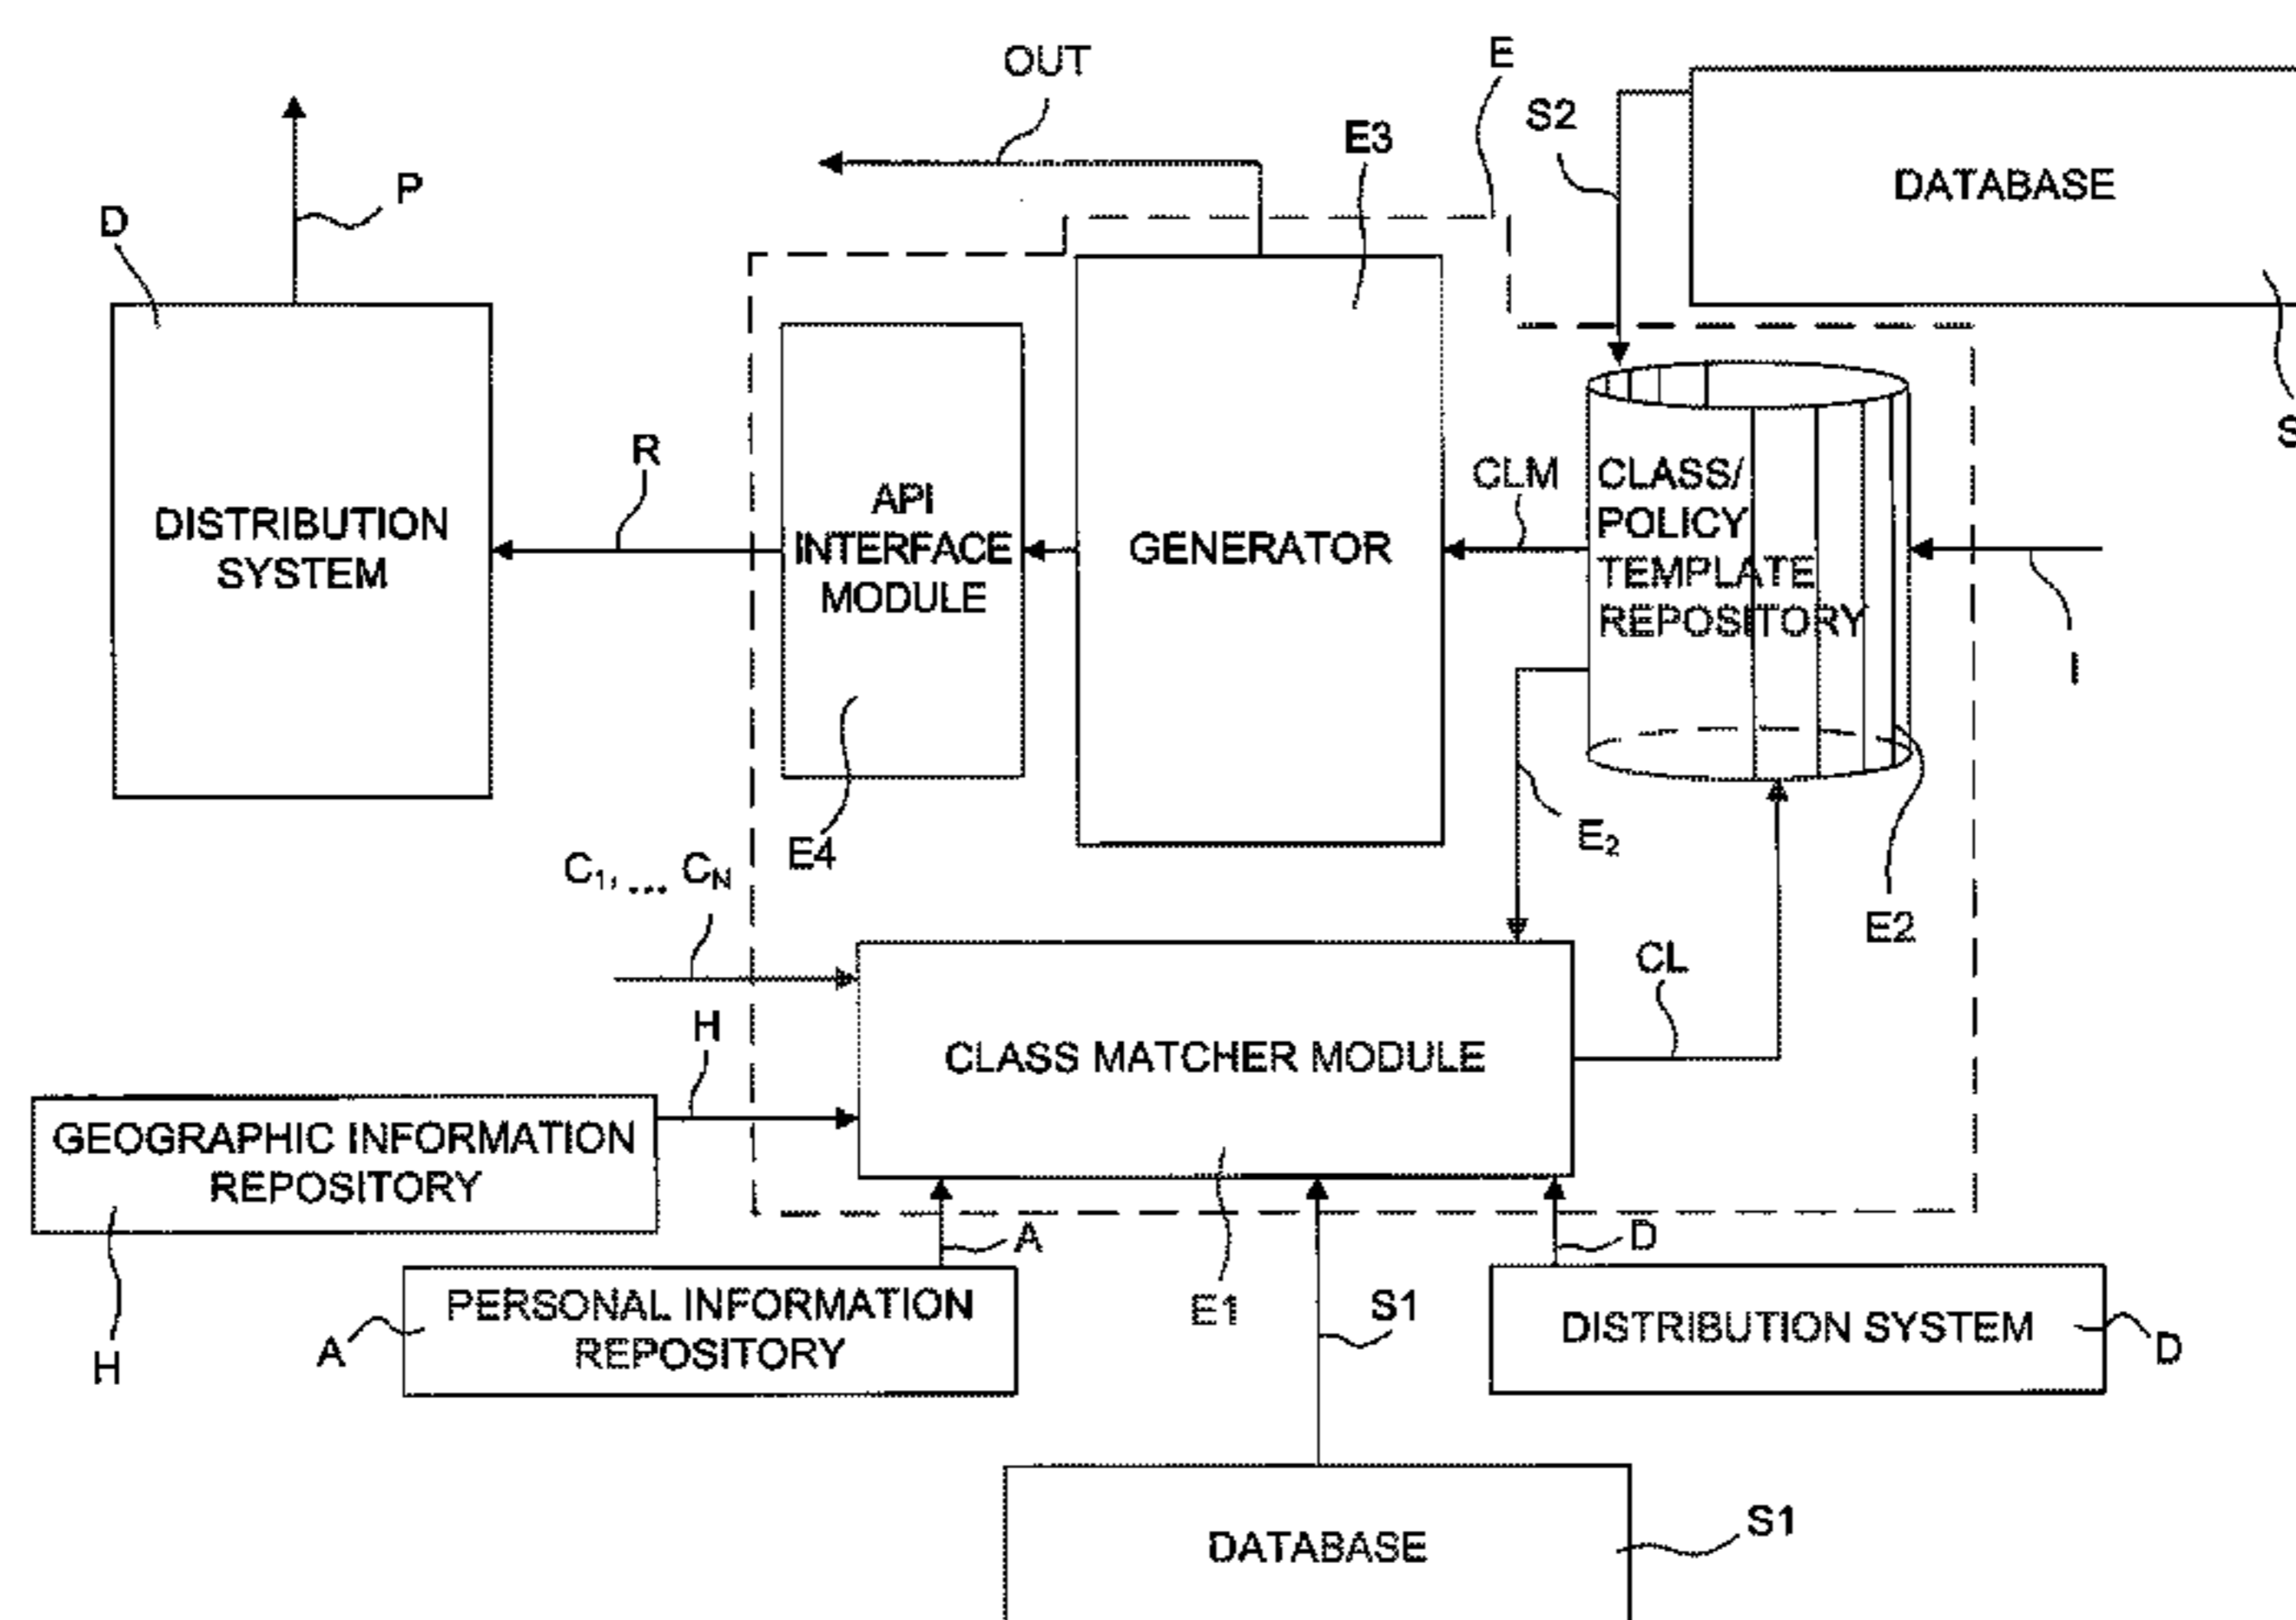 OUT
E
S2
E3
DATABASE
P
D
S
R
CLM
CLASS/
POLICY
TEMPLATE
REPOSITORY
API
INTERFACE
MODULE
GENERATOR
DISTRIBUTION
SYSTEM
I
E4
E₂
C₁, ... C_N
E2
CL
H
CLASS MATCHER MODULE
GEOGRAPHIC INFORMATION
REPOSITORY
A
D
E1
S1
PERSONAL INFORMATION
REPOSITORY
DISTRIBUTION SYSTEM
D
A
H
DATABASE
S1